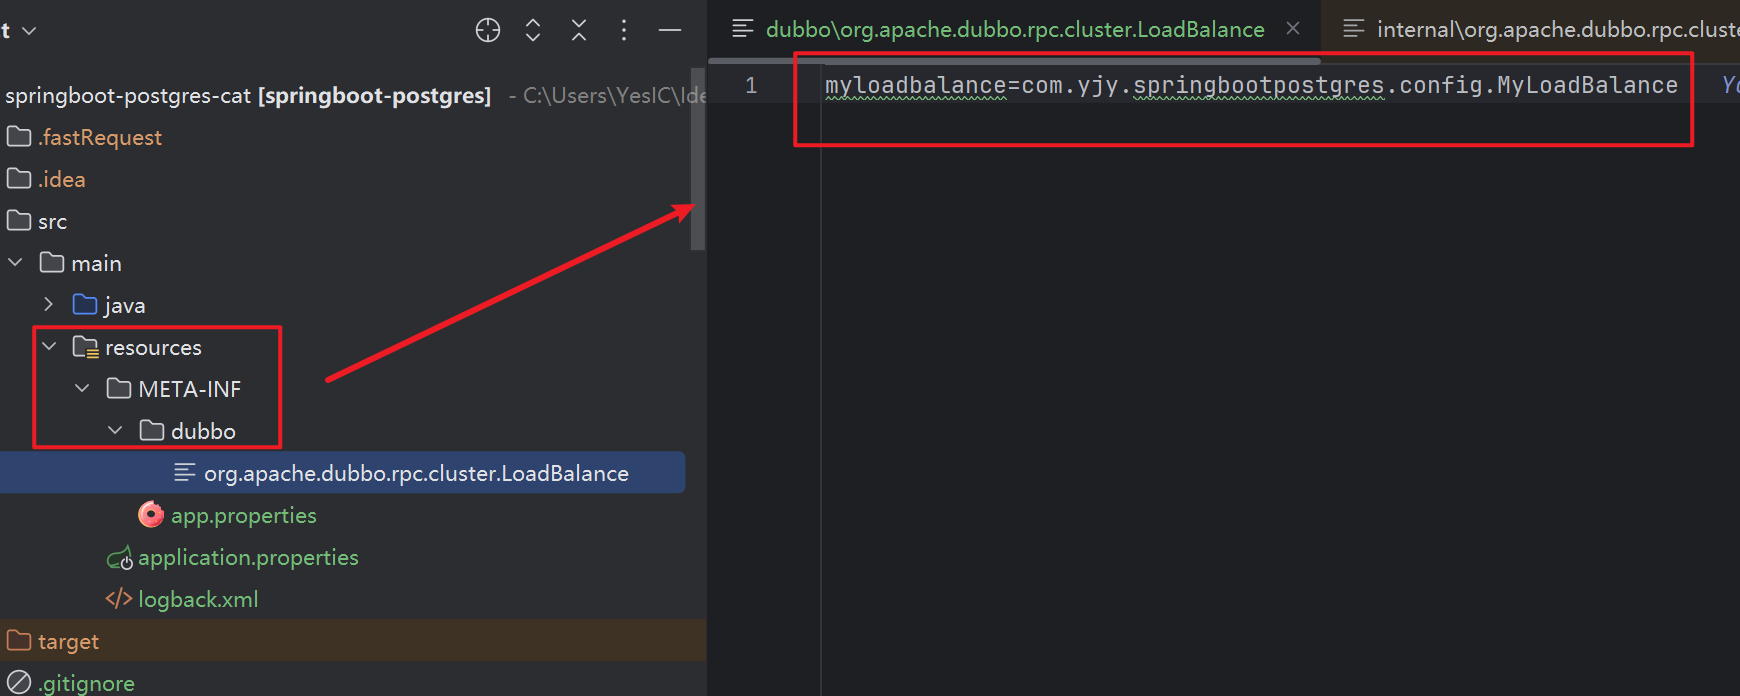 t
dubbo\org.apache.dubbo.rpc.cluster.LoadBalance
internal\org.apache.dubbo.rpc.cluste
springboot-postgres-cat [springboot-postgres] - C:\Users\YesIC\Ide
.fastRequest
.idea
src
main
java
resources
META-INF
dubbo
org.apache.dubbo.rpc.cluster.LoadBalance
app.properties
application.properties
logback.xml
target
.gitignore
1 myloadbalance=com.yjy.springbootpostgres.config.MyLoadBalance Yo